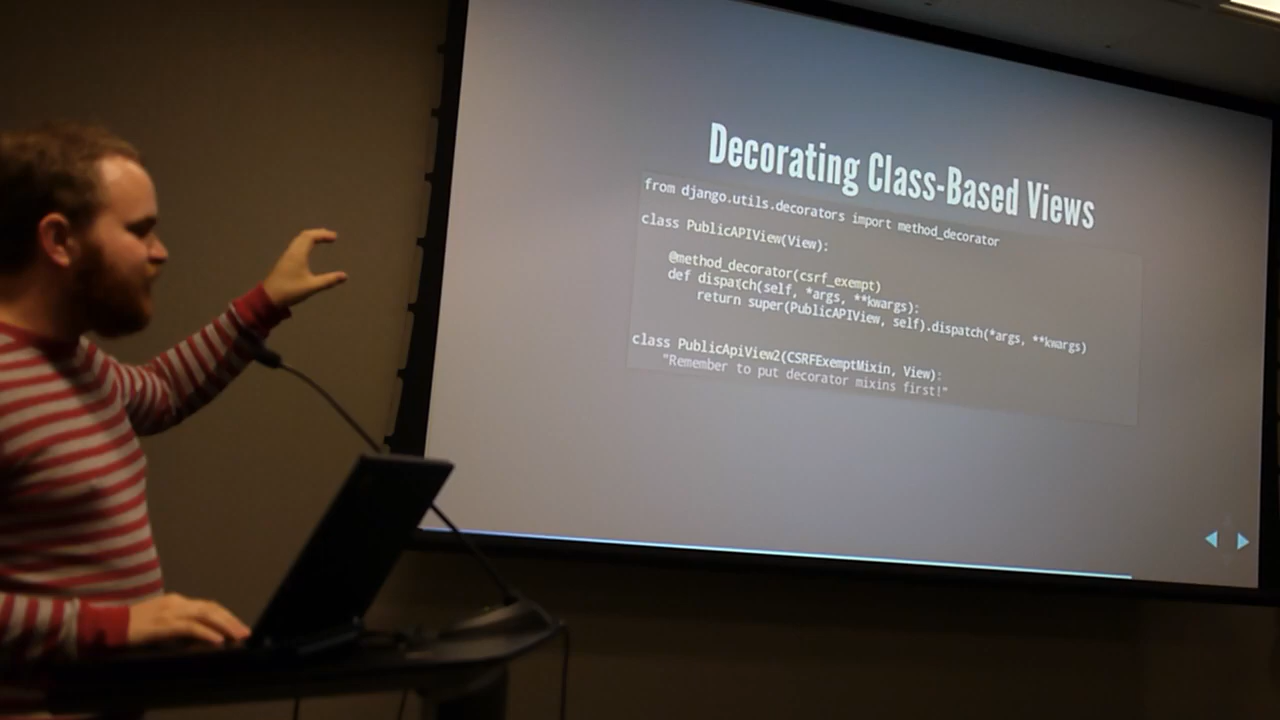 Decorating Class-Based Views
from django.utils.decorators import method_decorator
class PublicAPIView(View):
@method_decorator(csrf_exempt)
def dispatch(self, *args, **kwargs):
return super(PublicAPIView, self).dispatch(*args, **kwargs)
class PublicApiView2(CSRFExemptMixin, View):
"Remember to put decorator mixins first!"